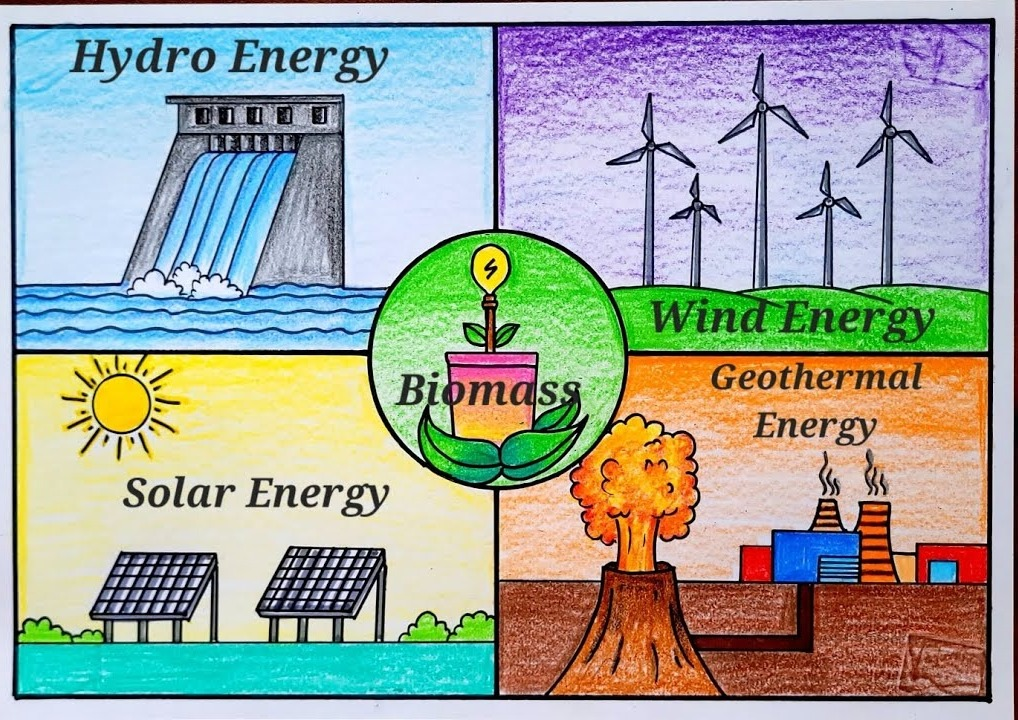 Hydro Energy
Wind Energy
Biomass
Solar Energy
Geothermal
Energy